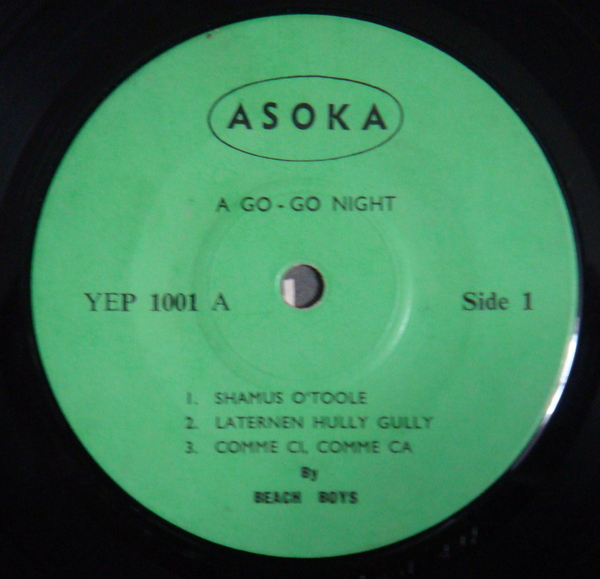 ASOKA
A GO-GO NIGHT
YEP 1001 A
Side 1
1. SHAMUS O'TOOLE
2. LATERNEN HULLY GULLY
3. COMME CI, COMME CA
By
BEACH BOYS